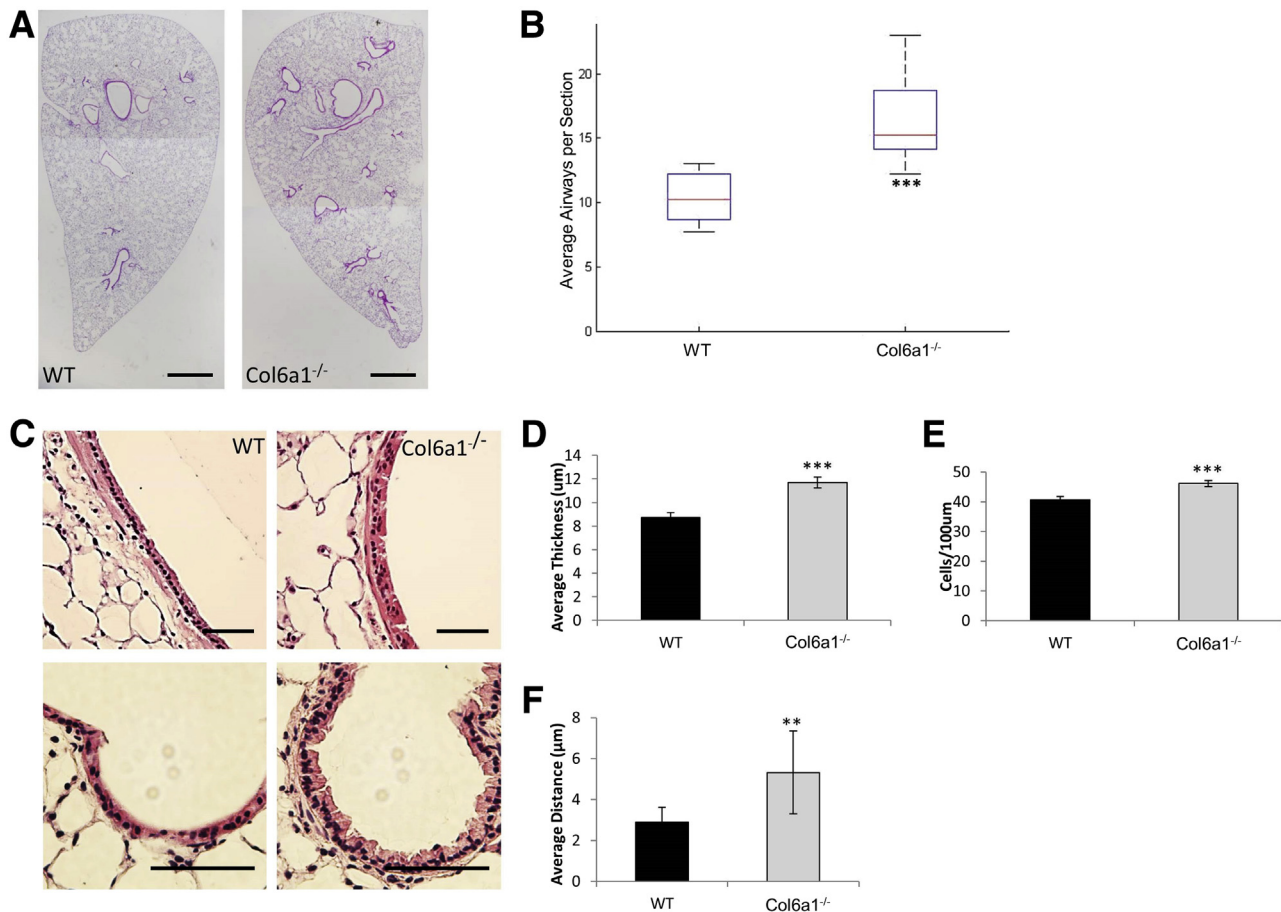 A
WT
Col6a1-/-
B
Average Airways per Section
20
15
10
5
0
***
WT
Col6a1-/-
C
WT
Col6a1-/-
D
Average Thickness (um)
14
12
10
8
6
4
2
0
***
WT
Col6a1-/-
E
Cells/100um
50
40
30
20
10
0
***
WT
Col6a1-/-
F
Average Distance (µm)
8
6
4
2
0
**
WT
Col6a1-/-